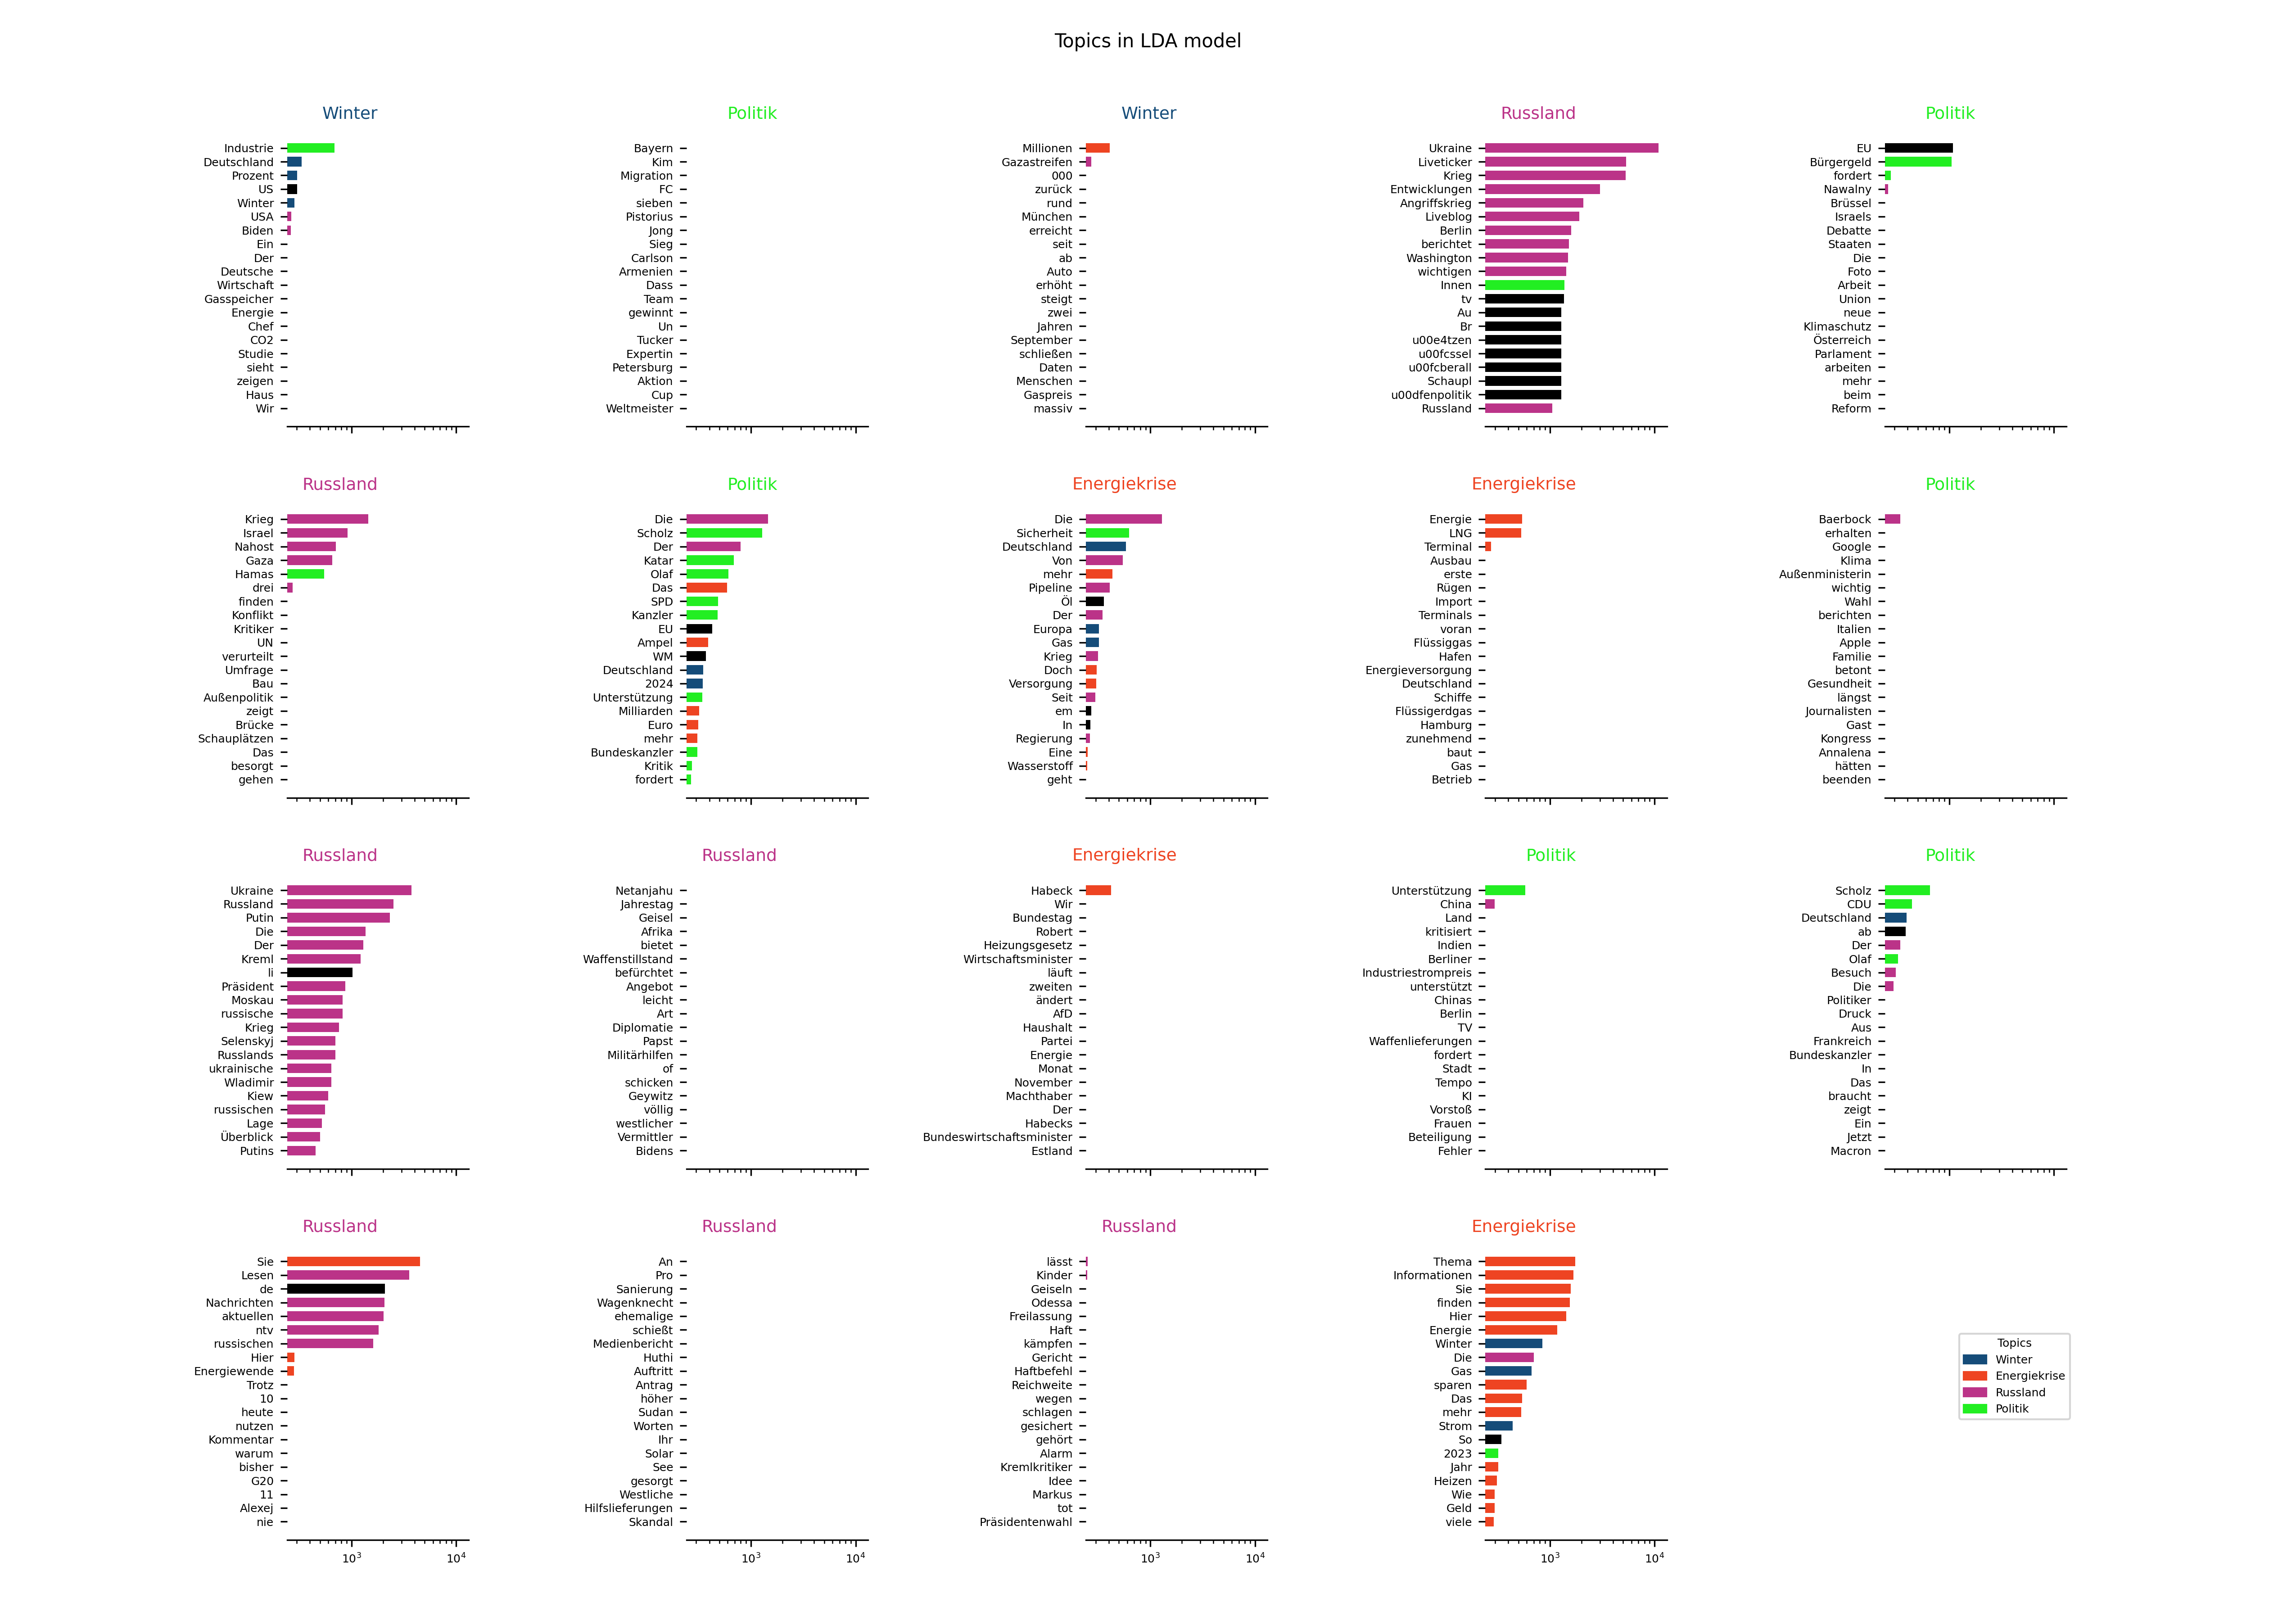 Topics in LDA model
Winter
Industrie
Deutschland
Prozent
US
Winter
USA
Biden
Ein
Der
Deutsche
Wirtschaft
Gasspeicher
Energie
Chef
CO2
Studie
sieht
zeigen
Haus
Wir
Politik
Bayern
Kim
Migration
FC
sieben
Pistorius
Jong
Sieg
Carlson
Armenien
Dass
Team
gewinnt
Un
Tucker
Expertin
Petersburg
Aktion
Cup
Weltmeister
Winter
Millionen
Gazastreifen
000
zurück
rund
München
erreicht
seit
ab
Auto
erhöht
steigt
zwei
Jahren
September
schließen
Daten
Menschen
Gaspreis
massiv
Russland
Ukraine
Liveticker
Krieg
Entwicklungen
Angriffskrieg
Liveblog
Berlin
berichtet
Washington
wichtigen
Innen
tv
Au
Br
u00e4tzen
u00fcssel
u00fcberall
Schaupl
u00dfenpolitik
Russland
Politik
EU
Bürgergeld
fordert
Nawalny
Brüssel
Israels
Debatte
Staaten
Die
Foto
Arbeit
Union
neue
Klimaschutz
Österreich
Parlament
arbeiten
mehr
beim
Reform
Russland
Krieg
Israel
Nahost
Gaza
Hamas
drei
finden
Konflikt
Kritiker
UN
verurteilt
Umfrage
Bau
Außenpolitik
zeigt
Brücke
Schauplätzen
Das
besorgt
gehen
Politik
Die
Scholz
Der
Katar
Olaf
Das
SPD
Kanzler
EU
Ampel
WM
Deutschland
2024
Unterstützung
Milliarden
Euro
mehr
Bundeskanzler
Kritik
fordert
Energiekrise
Die
Sicherheit
Deutschland
Von
mehr
Pipeline
Öl
Der
Europa
Gas
Krieg
Doch
Versorgung
Seit
em
In
Regierung
Eine
Wasserstoff
geht
Energiekrise
Energie
LNG
Terminal
Ausbau
erste
Rügen
Import
Terminals
voran
Flüssiggas
Hafen
Energieversorgung
Deutschland
Schiffe
Flüssigerdgas
Hamburg
zunehmend
baut
Gas
Betrieb
Politik
Baerbock
erhalten
Google
Klima
Außenministerin
wichtig
Wahl
berichten
Italien
Apple
Familie
betont
Gesundheit
längst
Journalisten
Gast
Kongress
Annalena
hätten
beenden
Russland
Ukraine
Russland
Putin
Die
Der
Kreml
li
Präsident
Moskau
russische
Krieg
Selenskyj
Russlands
ukrainische
Wladimir
Kiew
russischen
Lage
Überblick
Putins
Russland
Netanjahu
Jahrestag
Geisel
Afrika
bietet
Waffenstillstand
befürchtet
Angebot
leicht
Art
Diplomatie
Papst
Militärhilfen
of
schicken
Geywitz
völlig
westlicher
Vermittler
Bidens
Energiekrise
Habeck
Wir
Bundestag
Robert
Heizungsgesetz
Wirtschaftsminister
läuft
zweiten
ändert
AfD
Haushalt
Partei
Energie
Monat
November
Machthaber
Der
Habecks
Bundeswirtschaftsminister
Estland
Politik
Unterstützung
China
Land
kritisiert
Indien
Berliner
Industriestrompreis
unterstützt
Chinas
Berlin
TV
Waffenlieferungen
fordert
Stadt
Tempo
KI
Vorstoß
Frauen
Beteiligung
Fehler
Politik
Scholz
CDU
Deutschland
ab
Der
Olaf
Besuch
Die
Politiker
Druck
Aus
Frankreich
Bundeskanzler
In
Das
braucht
zeigt
Ein
Jetzt
Macron
Russland
Sie
Lesen
de
Nachrichten
aktuellen
ntv
russischen
Hier
Energiewende
Trotz
10
heute
nutzen
Kommentar
warum
bisher
G20
11
Alexej
nie
10³ 10⁴
Russland
An
Pro
Sanierung
Wagenknecht
ehemalige
schießt
Medienbericht
Huthi
Auftritt
Antrag
höher
Sudan
Worten
Ihr
Solar
See
gesorgt
Westliche
Hilfslieferungen
Skandal
10³ 10⁴
Russland
lässt
Kinder
Geiseln
Odessa
Freilassung
Haft
kämpfen
Gericht
Haftbefehl
Reichweite
wegen
schlagen
gesichert
gehört
Alarm
Kremlkritiker
Idee
Markus
tot
Präsidentenwahl
10³ 10⁴
Energiekrise
Thema
Informationen
Sie
finden
Hier
Energie
Winter
Die
Gas
sparen
Das
mehr
Strom
So
2023
Jahr
Heizen
Wie
Geld
viele
10³ 10⁴
Topics
Winter
Energiekrise
Russland
Politik